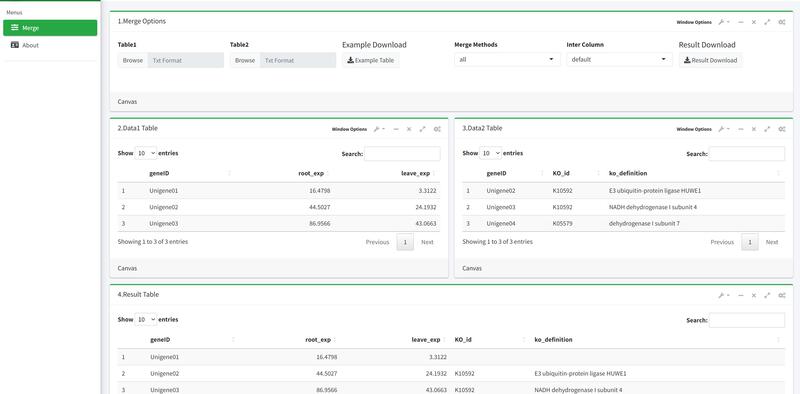 Menus
Merge
About
1.Merge Options
Window Options
Table1
Browse Txt Format
Table2
Browse Txt Format
Example Download
Example Table
Merge Methods
all
Inter Column
default
Result Download
Result Download
Canvas
2.Data1 Table
Window Options
Show 10 entries
Search:
geneID root_exp leave_exp
1 Unigene01 16.4798 3.3122
2 Unigene02 44.5027 24.1932
3 Unigene03 86.9566 43.0663
Showing 1 to 3 of 3 entries
Previous 1 Next
Canvas
3.Data2 Table
Window Options
Show 10 entries
Search:
geneID KO_id ko_definition
1 Unigene02 K10592 E3 ubiquitin-protein ligase HUWE1
2 Unigene03 K10592 NADH dehydrogenase I subunit 4
3 Unigene04 K05579 dehydrogenase I subunit 7
Showing 1 to 3 of 3 entries
Previous 1 Next
Canvas
4.Result Table
Show 10 entries
Search:
geneID root_exp leave_exp KO_id ko_definition
1 Unigene01 16.4798 3.3122
2 Unigene02 44.5027 24.1932 K10592 E3 ubiquitin-protein ligase HUWE1
3 Unigene03 86.9566 43.0663 K10592 NADH dehydrogenase I subunit 4